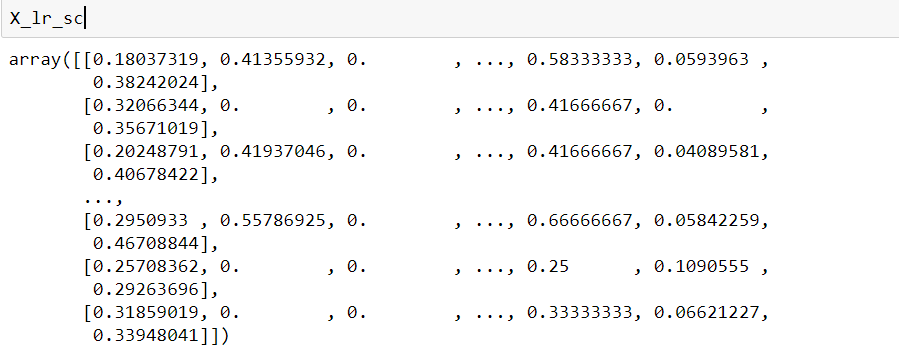 X_lr_sc
array([[0.18037319, 0.41355932, 0.        , ..., 0.58333333, 0.0593963 ,
        0.38242024],
       [0.32066344, 0.        , 0.        , ..., 0.41666667, 0.        ,
        0.35671019],
       [0.20248791, 0.41937046, 0.        , ..., 0.41666667, 0.04089581,
        0.40678422],
       ...,
       [0.2950933 , 0.55786925, 0.        , ..., 0.66666667, 0.05842259,
        0.46708844],
       [0.25708362, 0.        , 0.        , ..., 0.25      , 0.1090555 ,
        0.29263696],
       [0.31859019, 0.        , 0.        , ..., 0.33333333, 0.06621227,
        0.33948041]])